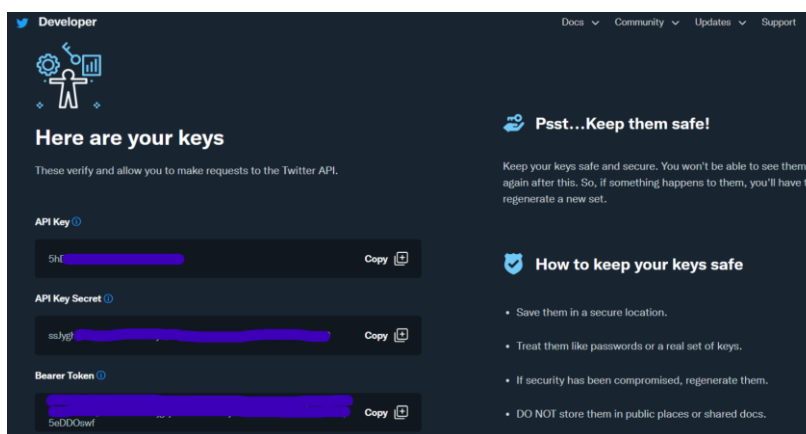 Developer
Docs Community Updates Support
Here are your keys
These verify and allow you to make requests to the Twitter API.
API Key
Copy
API Key Secret
Copy
Bearer Token
Copy
Psst...Keep them safe!
Keep your keys safe and secure. You won't be able to see them
again after this. So, if something happens to them, you'll have
regenerate a new set.
How to keep your keys safe
• Save them in a secure location.
• Treat them like passwords or a real set of keys.
• If security has been compromised, regenerate them.
• DO NOT store them in public places or shared docs.